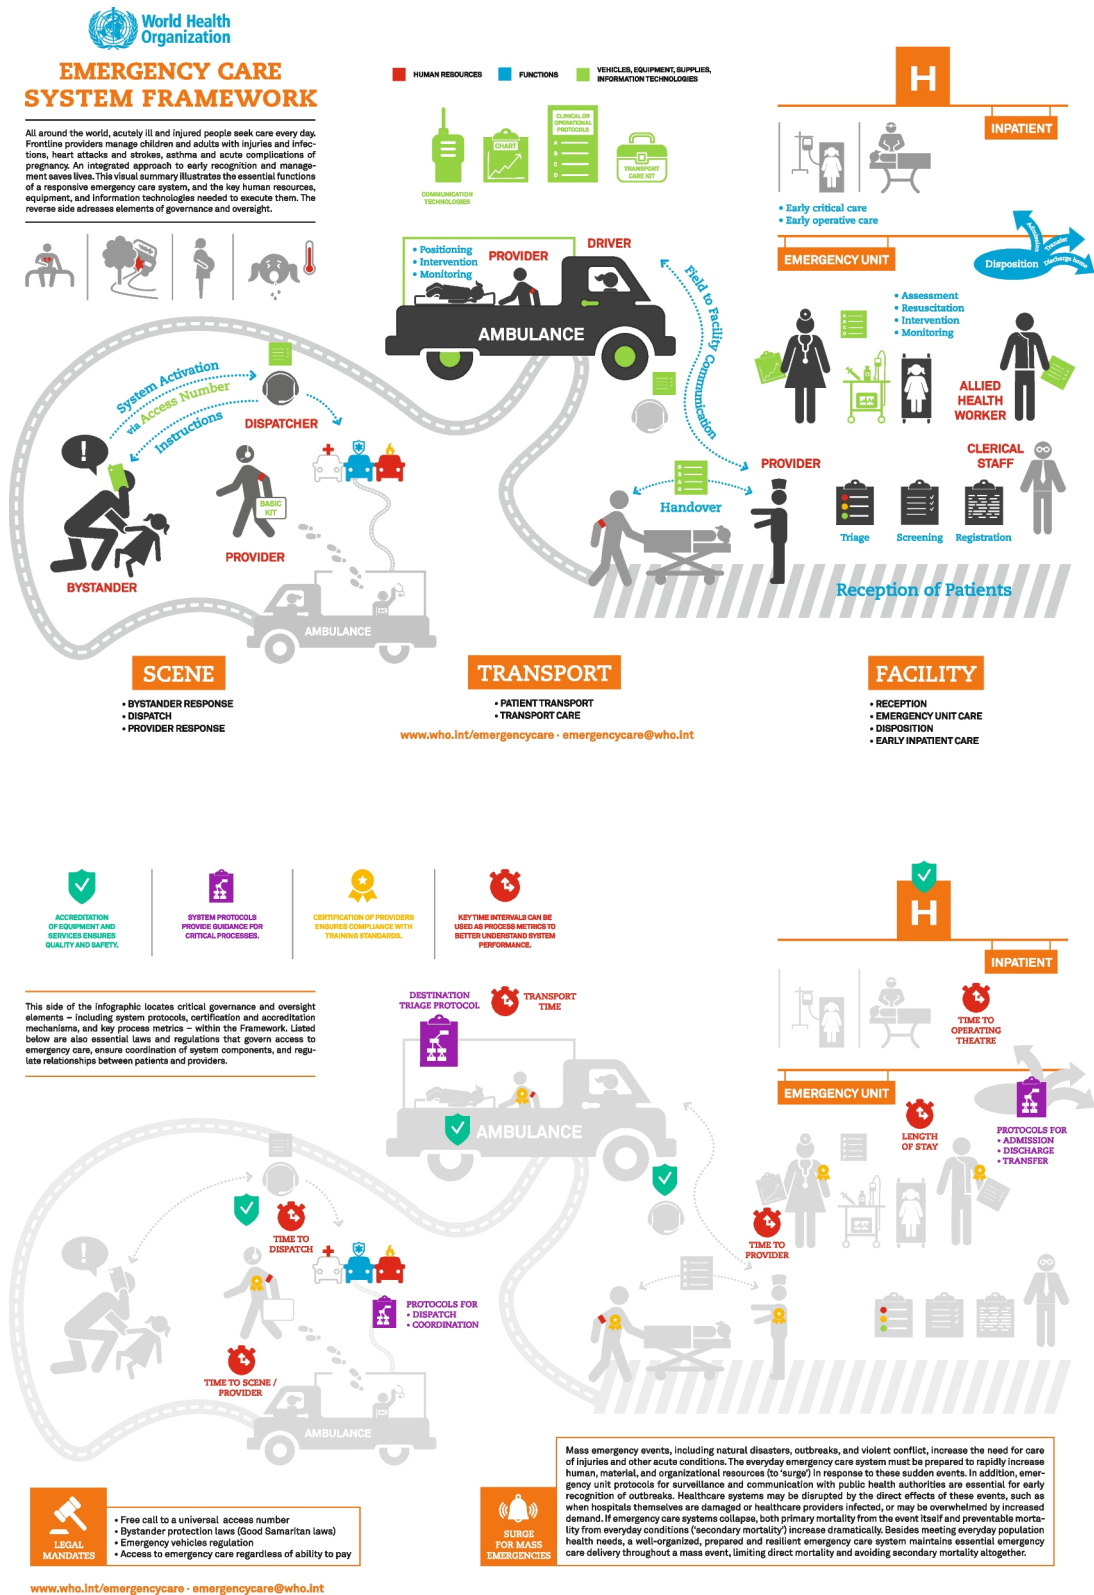 World Health
Organization
EMERGENCY CARE
SYSTEM FRAMEWORK
All around the world, acutely ill and injured people seek care every day.
Frontline providers manage children and adults with injuries and infec-
tions, heart attacks and strokes, asthma and acute complications of
pregnancy. An integrated approach to early recognition and manage-
ment saves lives. This visual summary illustrates the essential functions
of a responsive emergency care system, and the key human resources,
equipment, and information technologies needed to execute them. The
reverse side adresses elements of governance and oversight.
HUMAN RESOURCES
FUNCTIONS
VEHICLES, EQUIPMENT, SUPPLIES,
INFORMATION TECHNOLOGIES
COMMUNICATION
TECHNOLOGIES
CHART
CLINICAL OR
OPERATIONAL
PROTOCOLS
A
B
C
D
TRANSPORT
CARE KIT
H
INPATIENT
• Early critical care
• Early operative care
EMERGENCY UNIT
Disposition
Admission
Transfer
Discharge home
• Assessment
• Resuscitation
• Intervention
• Monitoring
ALLIED
HEALTH
WORKER
CLERICAL
STAFF
• Positioning
• Intervention
• Monitoring
PROVIDER
DRIVER
AMBULANCE
Field to Facility Communication
System Activation
via Access Number
Instructions
DISPATCHER
!
BYSTANDER
BASIC
KIT
PROVIDER
AMBULANCE
Handover
PROVIDER
Triage
Screening
Registration
Reception of Patients
SCENE
• BYSTANDER RESPONSE
• DISPATCH
• PROVIDER RESPONSE
TRANSPORT
• PATIENT TRANSPORT
• TRANSPORT CARE
www.who.int/emergencycare · emergencycare@who.int
FACILITY
• RECEPTION
• EMERGENCY UNIT CARE
• DISPOSITION
• EARLY INPATIENT CARE
ACCREDITATION
OF EQUIPMENT AND
SERVICES ENSURES
QUALITY AND SAFETY.
SYSTEM PROTOCOLS
PROVIDE GUIDANCE FOR
CRITICAL PROCESSES.
CERTIFICATION OF PROVIDERS
ENSURES COMPLIANCE WITH
TRAINING STANDARDS.
KEY TIME INTERVALS CAN BE
USED AS PROCESS METRICS TO
BETTER UNDERSTAND SYSTEM
PERFORMANCE.
This side of the infographic locates critical governance and oversight
elements – including system protocols, certification and accreditation
mechanisms, and key process metrics – within the Framework. Listed
below are also essential laws and regulations that govern access to
emergency care, ensure coordination of system components, and regu-
late relationships between patients and providers.
DESTINATION
TRIAGE PROTOCOL
TRANSPORT
TIME
AMBULANCE
H
INPATIENT
TIME TO
OPERATING
THEATRE
EMERGENCY UNIT
LENGTH
OF STAY
PROTOCOLS FOR
• ADMISSION
• DISCHARGE
• TRANSFER
TIME TO
PROVIDER
TIME TO
DISPATCH
!
PROTOCOLS FOR
• DISPATCH
• COORDINATION
TIME TO SCENE /
PROVIDER
AMBULANCE
LEGAL
MANDATES
• Free call to a universal access number
• Bystander protection laws (Good Samaritan laws)
• Emergency vehicles regulation
• Access to emergency care regardless of ability to pay
SURGE
FOR MASS
EMERGENCIES
Mass emergency events, including natural disasters, outbreaks, and violent conflict, increase the need for care
of injuries and other acute conditions. The everyday emergency care system must be prepared to rapidly increase
human, material, and organizational resources (to 'surge') in response to these sudden events. In addition, emer-
gency unit protocols for surveillance and communication with public health authorities are essential for early
recognition of outbreaks. Healthcare systems may be disrupted by the direct effects of these events, such as
when hospitals themselves are damaged or healthcare providers infected, or may be overwhelmed by increased
demand. If emergency care systems collapse, both primary mortality from the event itself and preventable morta-
lity from everyday conditions ('secondary mortality') increase dramatically. Besides meeting everyday population
health needs, a well-organized, prepared and resilient emergency care system maintains essential emergency
care delivery throughout a mass event, limiting direct mortality and avoiding secondary mortality altogether.
www.who.int/emergencycare · emergencycare@who.int